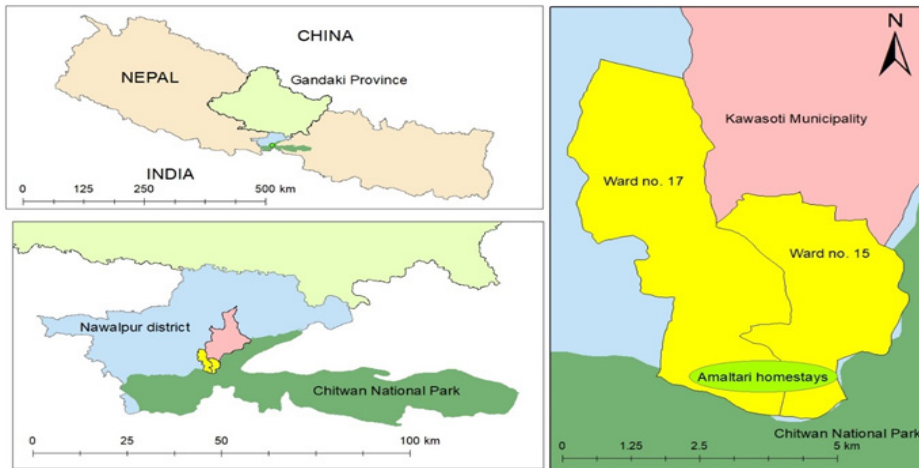 CHINA
NEPAL
Gandaki Province
INDIA
0 125 250 500 km
Nawalpur district
Chitwan National Park
0 25 50 100 km
N
Kawasoti Municipality
Ward no. 17
Ward no. 15
Amaltari homestays
Chitwan National Park
0 1.25 2.5 5 km